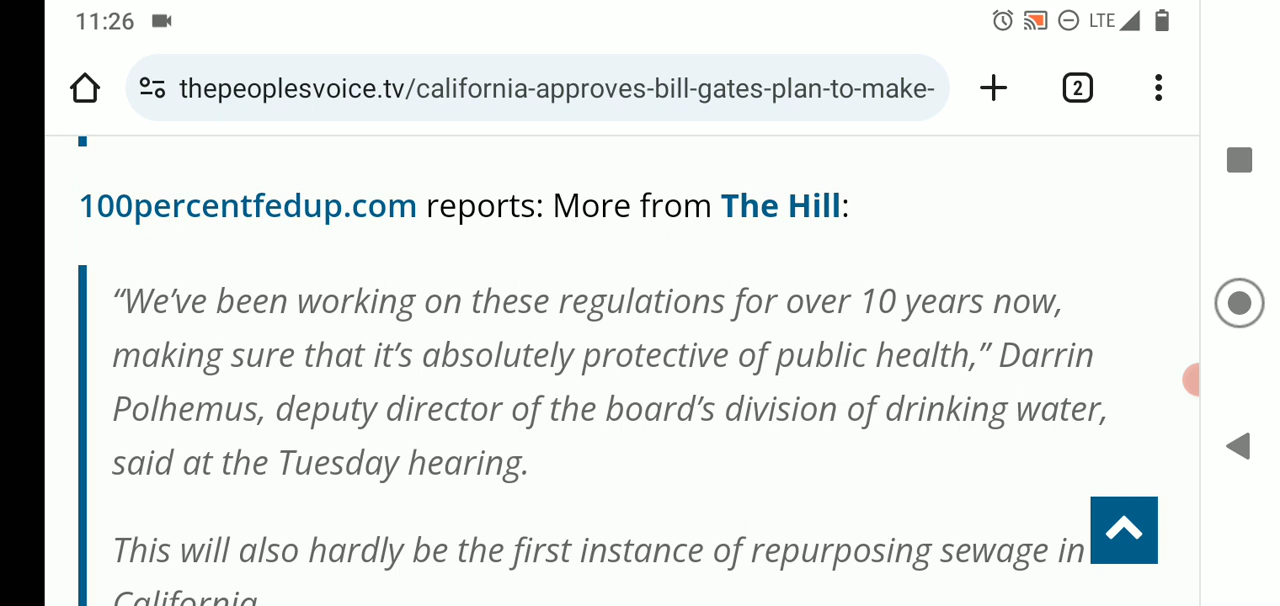 11:26
LTE
thepeoplesvoice.tv/california-approves-bill-gates-plan-to-make-
2
100percentfedup.com reports: More from The Hill:
“We’ve been working on these regulations for over 10 years now,
making sure that it’s absolutely protective of public health,” Darrin
Polhemus, deputy director of the board’s division of drinking water,
said at the Tuesday hearing.
This will also hardly be the first instance of repurposing sewage in
California